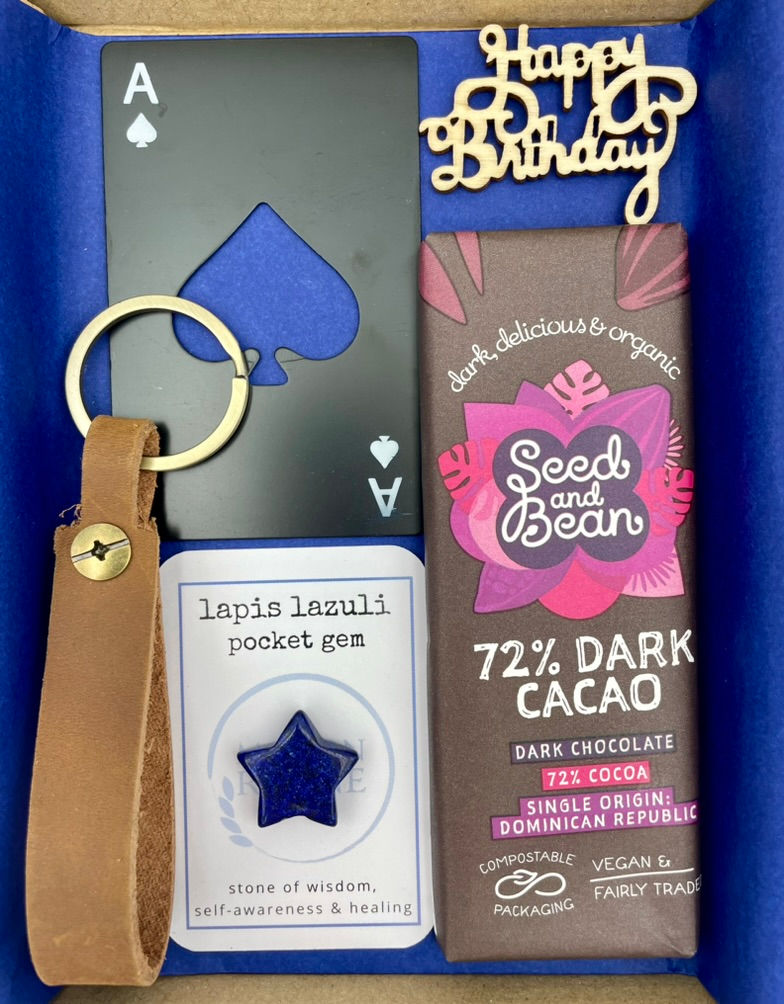 A
Happy
Birthday
dark, delicious & organic
Seed
and
Bean
72% DARK
CACAO
DARK CHOCOLATE
72% COCOA
SINGLE ORIGIN:
DOMINICAN REPUBLIC
COMPOSTABLE
PACKAGING
VEGAN &
FAIRLY TRADE
A
lapis lazuli
pocket gem
stone of wisdom,
self-awareness & healing